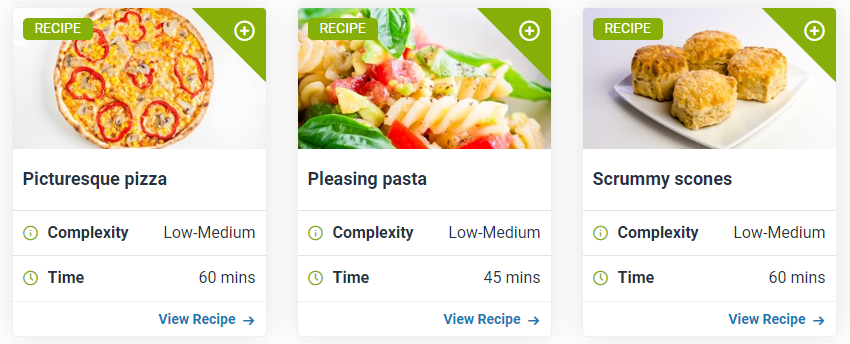 RECIPE
Picturesque pizza
Complexity Low-Medium
Time 60 mins
View Recipe →
RECIPE
Pleasing pasta
Complexity Low-Medium
Time 45 mins
View Recipe →
RECIPE
Scrummy scones
Complexity Low-Medium
Time 60 mins
View Recipe →